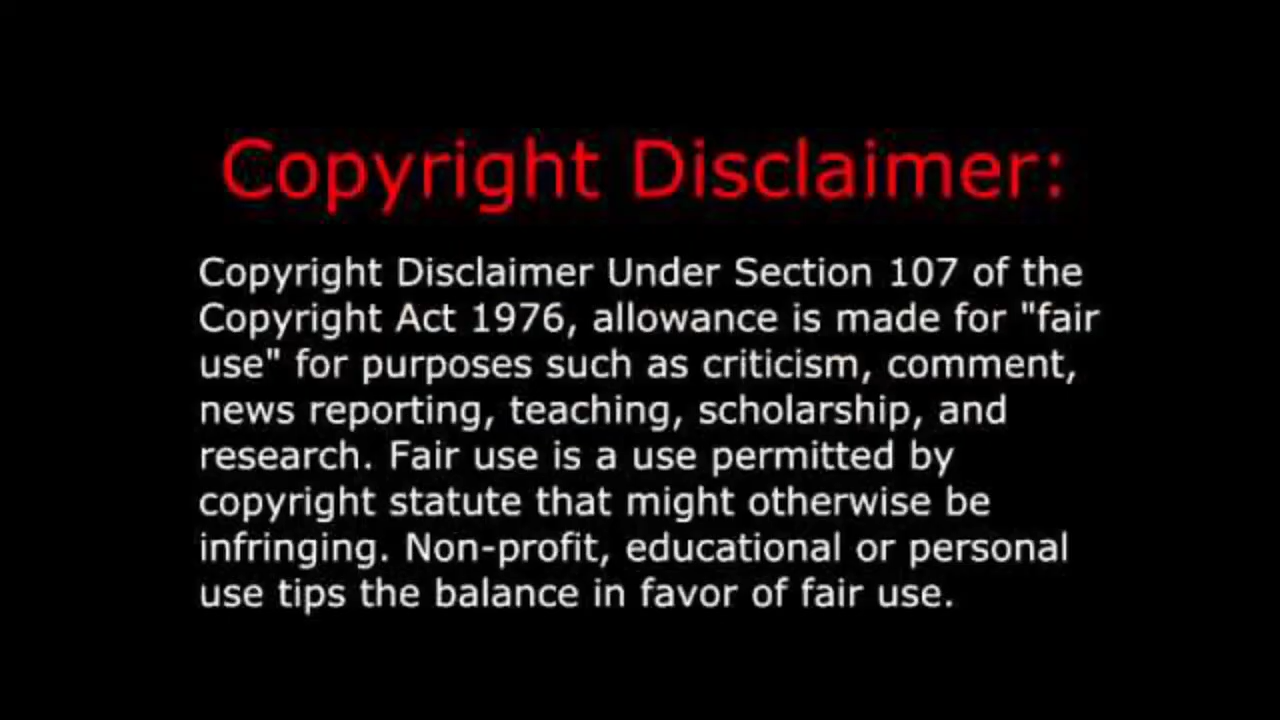 Copyright Disclaimer:
Copyright Disclaimer Under Section 107 of the
Copyright Act 1976, allowance is made for "fair
use" for purposes such as criticism, comment,
news reporting, teaching, scholarship, and
research. Fair use is a use permitted by
copyright statute that might otherwise be
infringing. Non-profit, educational or personal
use tips the balance in favor of fair use.